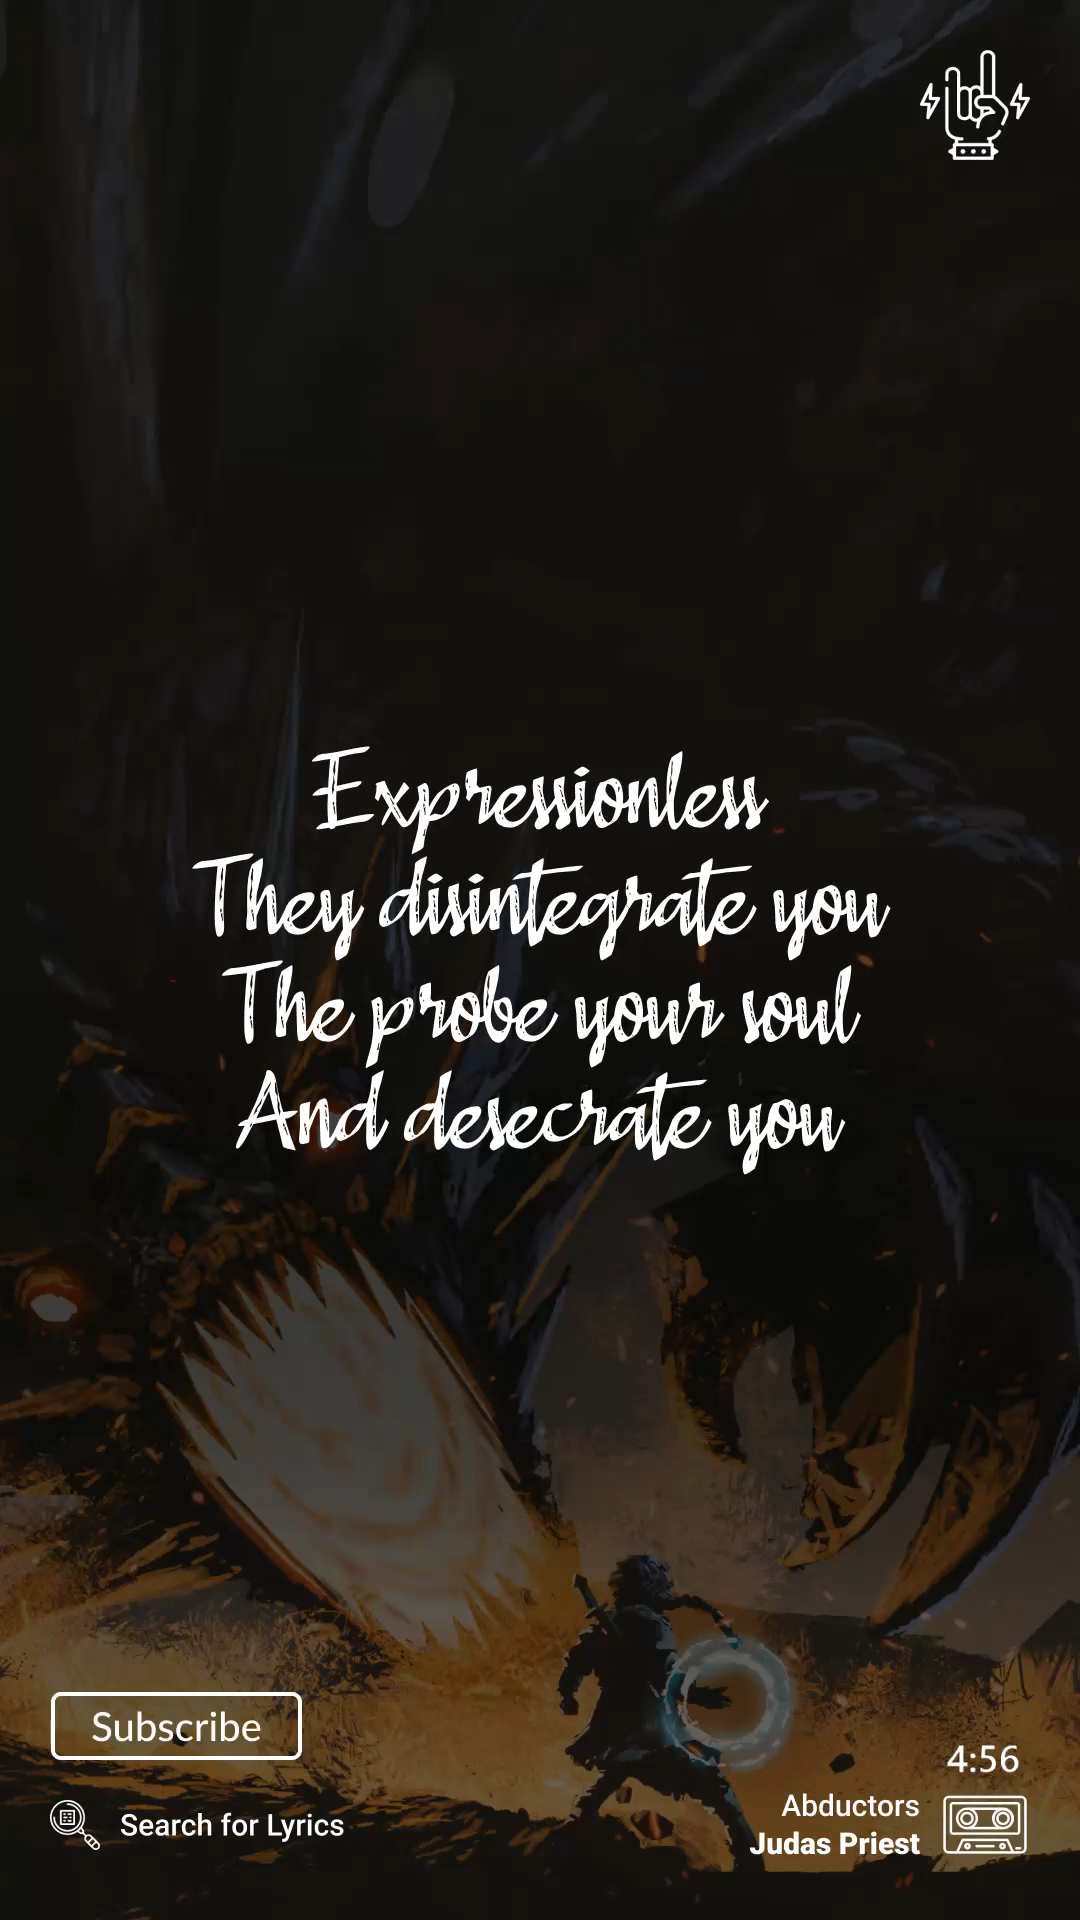 Expressionless
They disintegrate you
The probe your soul
And desecrate you
Subscribe
Search for Lyrics
4:56
Abductors
Judas Priest